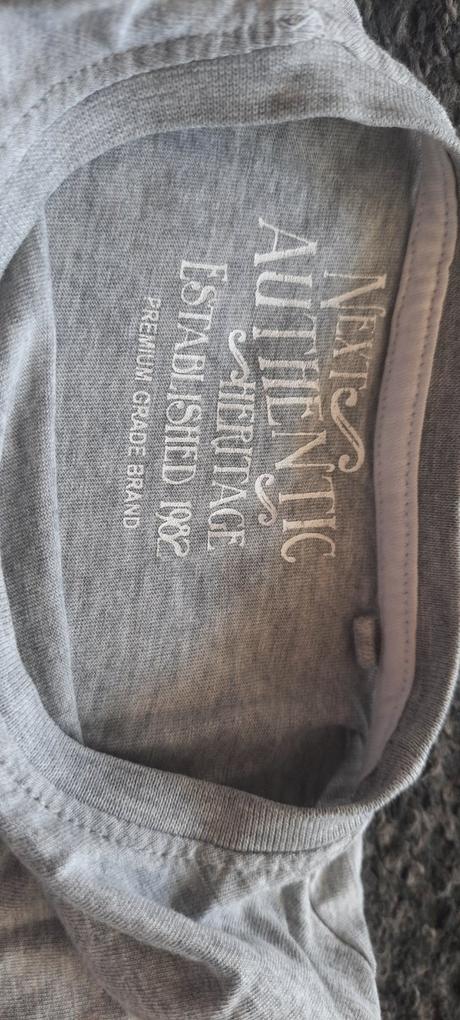 NEXT
AUTHENTIC
HERITAGE
ESTABLISHED 1982
PREMIUM GRADE BRAND